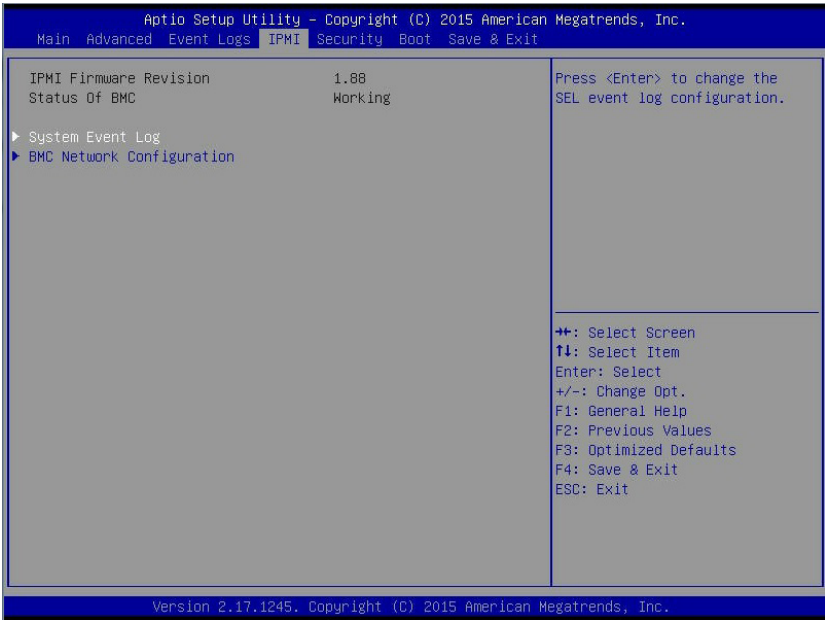 Aptio Setup Utility – Copyright (C) 2015 American Megatrends, Inc.
Main Advanced Event Logs IPMI Security Boot Save & Exit
IPMI Firmware Revision 1.88
Status Of BMC Working
▶ System Event Log
▶ BMC Network Configuration
Press <Enter> to change the
SEL event log configuration.
→←: Select Screen
↑↓: Select Item
Enter: Select
+/-: Change Opt.
F1: General Help
F2: Previous Values
F3: Optimized Defaults
F4: Save & Exit
ESC: Exit
Version 2.17.1245. Copyright (C) 2015 American Megatrends, Inc.